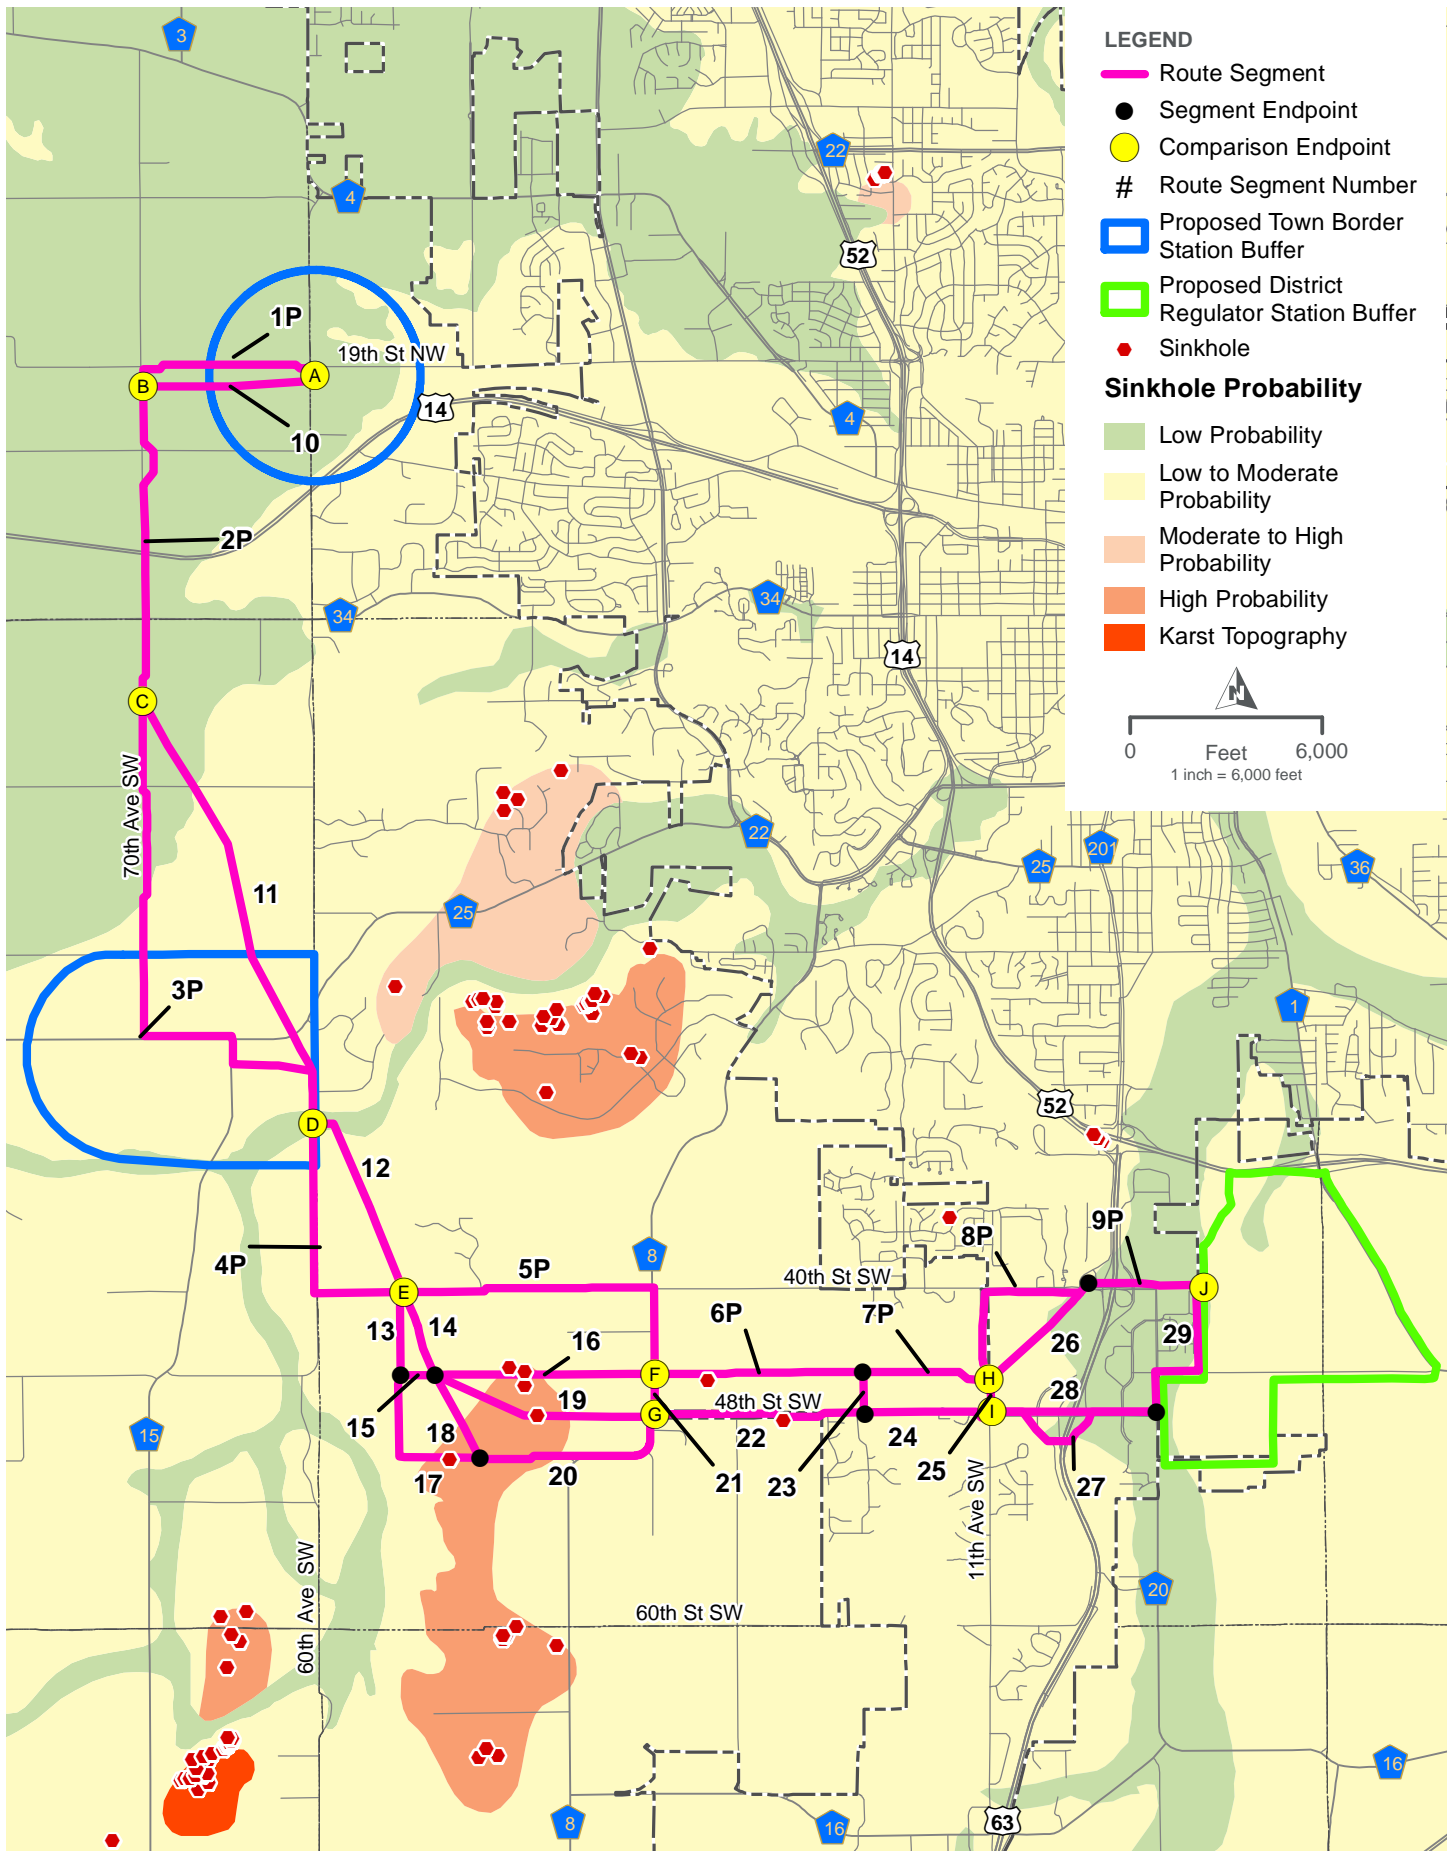 LEGEND
Route Segment
Segment Endpoint
Comparison Endpoint
# Route Segment Number
Proposed Town Border
Station Buffer
Proposed District
Regulator Station Buffer
Sinkhole
Sinkhole Probability
Low Probability
Low to Moderate
Probability
Moderate to High
Probability
High Probability
Karst Topography
N
0 Feet 6,000
1 inch = 6,000 feet
3
4
22
52
1P
19th St NW
A
B
14
10
4
2P
34
34
14
C
70th Ave SW
22
25
201
36
11
25
3P
1
52
D
12
4P
8
8P
9P
5P
40th St SW
E
J
13
14
16
6P
7P
26
29
F
H
19
48th St SW
28
15
18
G
I
15
22
24
17
20
21
23
25
27
11th Ave SW
60th Ave SW
20
60th St SW
16
8
16
63